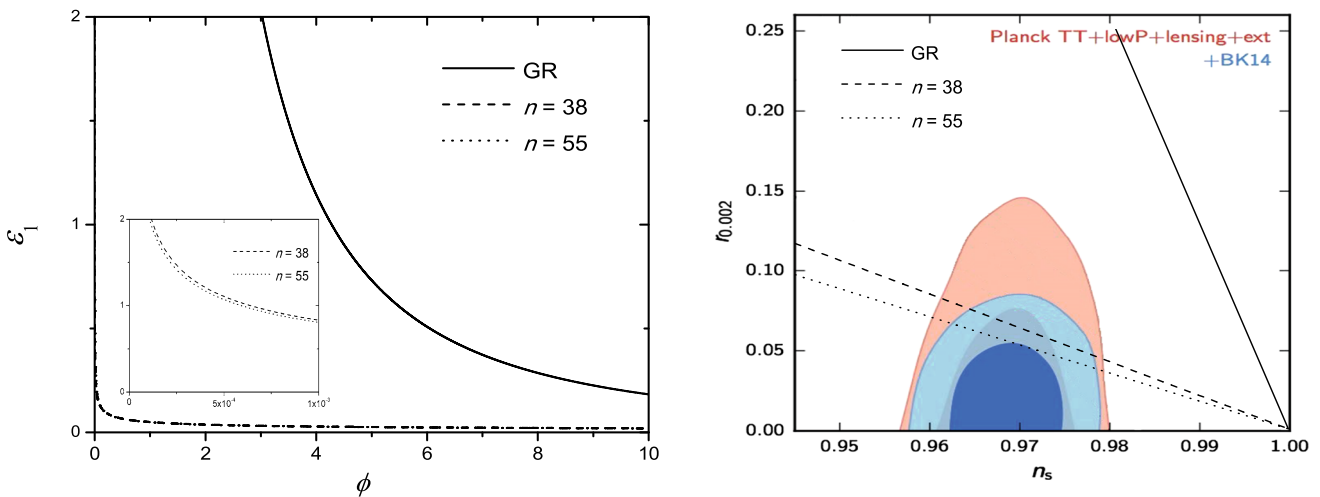 2
1
0
ε₁
GR
n = 38
n = 55
2
1
0
n = 38
n = 55
0
5x10⁻⁴
1x10⁻³
0
2
4
6
8
10
ϕ
0.25
0.20
0.15
0.10
0.05
0.00
r₀.₀₀₂
Planck TT+lowP+lensing+ext
+BK14
GR
n = 38
n = 55
0.95
0.96
0.97
0.98
0.99
1.00
nₛ